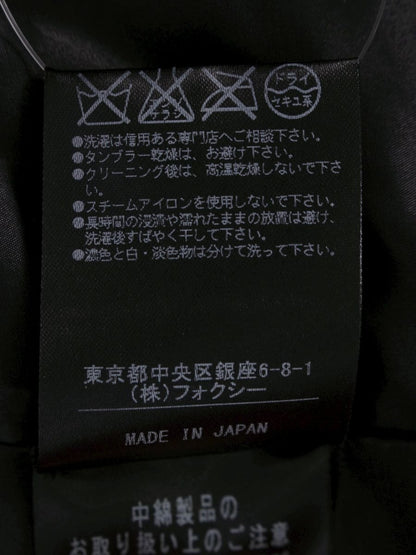 ドライ
エンソ
サラシ
セキユ系
●洗濯は信用ある専門店へご相談下さい。
●タンブラー乾燥は、お避け下さい。
●クリーニング後は、高温乾燥しないで下さ
い。
●スチームアイロンを使用しないで下さい。
●長時間の浸漬や濡れたままの放置は避け、
洗濯後すばやく干して下さい。
●濃色と白・淡色物は分けて洗って下さい。
東京都中央区銀座6-8-1
(株)フォクシー
MADE IN JAPAN
中綿製品の
お取り扱い上のご注意